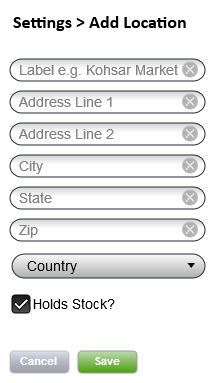 Settings > Add Location
Label e.g. Kohsar Market
Address Line 1
Address Line 2
City
State
Zip
Country
Holds Stock?
Cancel Save